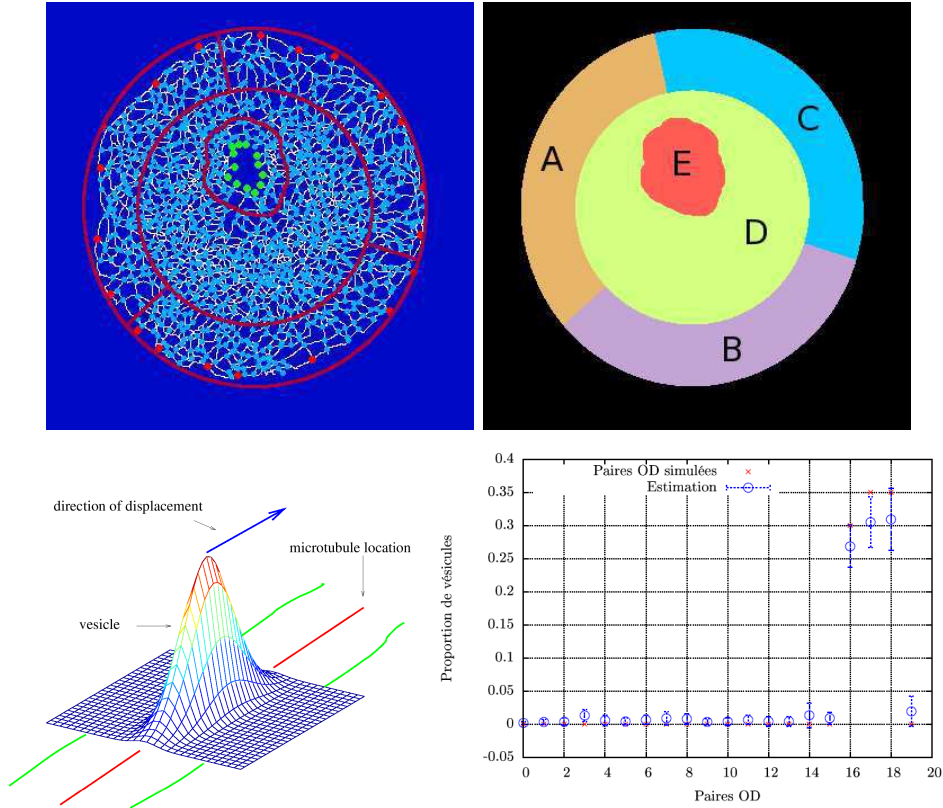 A
C
E
D
B
direction of displacement
microtubule location
vesicle
Proportion de vésicules
0.4
0.35
0.3
0.25
0.2
0.15
0.1
0.05
0
-0.05
Paires OD simulées
Estimation
0 2 4 6 8 10 12 14 16 18 20
Paires OD